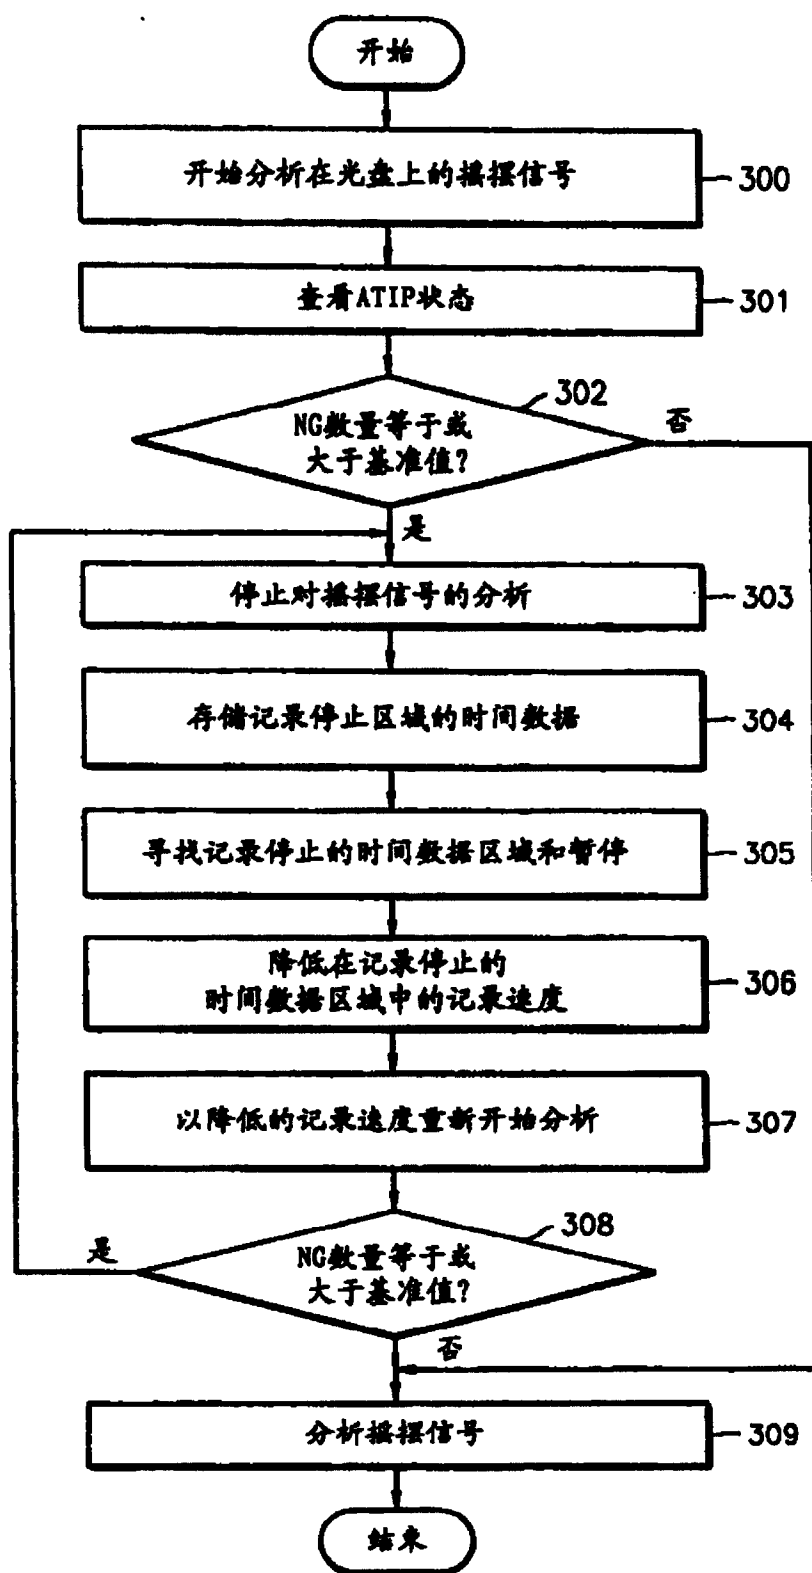 开始
开始分析在光盘上的摇摆信号
300
查看ATIP状态
301
302
NG数量等于或
大于基准值?
否
是
停止对摇摆信号的分析
303
存储记录停止区域的时间数据
304
寻找记录停止的时间数据区域和暂停
305
降低在记录停止的
时间数据区域中的记录速度
306
以降低的记录速度重新开始分析
307
308
是
NG数量等于或
大于基准值?
否
分析摇摆信号
309
结束